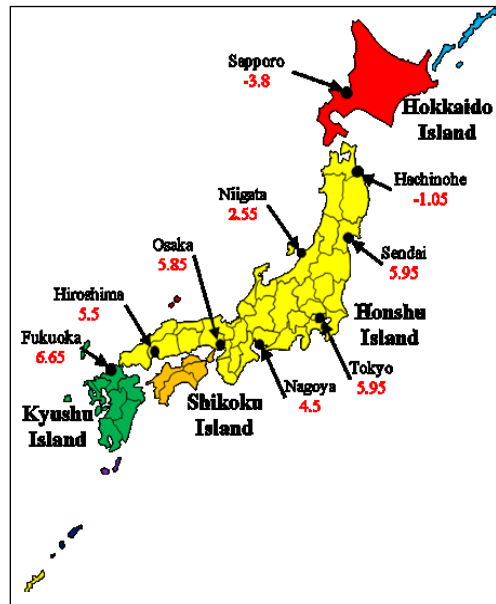 Sapporo
-3.8
Hokkaido
Island
Hachinohe
-1.05
Niigata
2.55
Sendai
5.95
Osaka
5.85
Hiroshima
5.5
Honshu
Island
Fukuoka
6.65
Tokyo
5.95
Nagoya
4.5
Shikoku
Island
Kyushu
Island